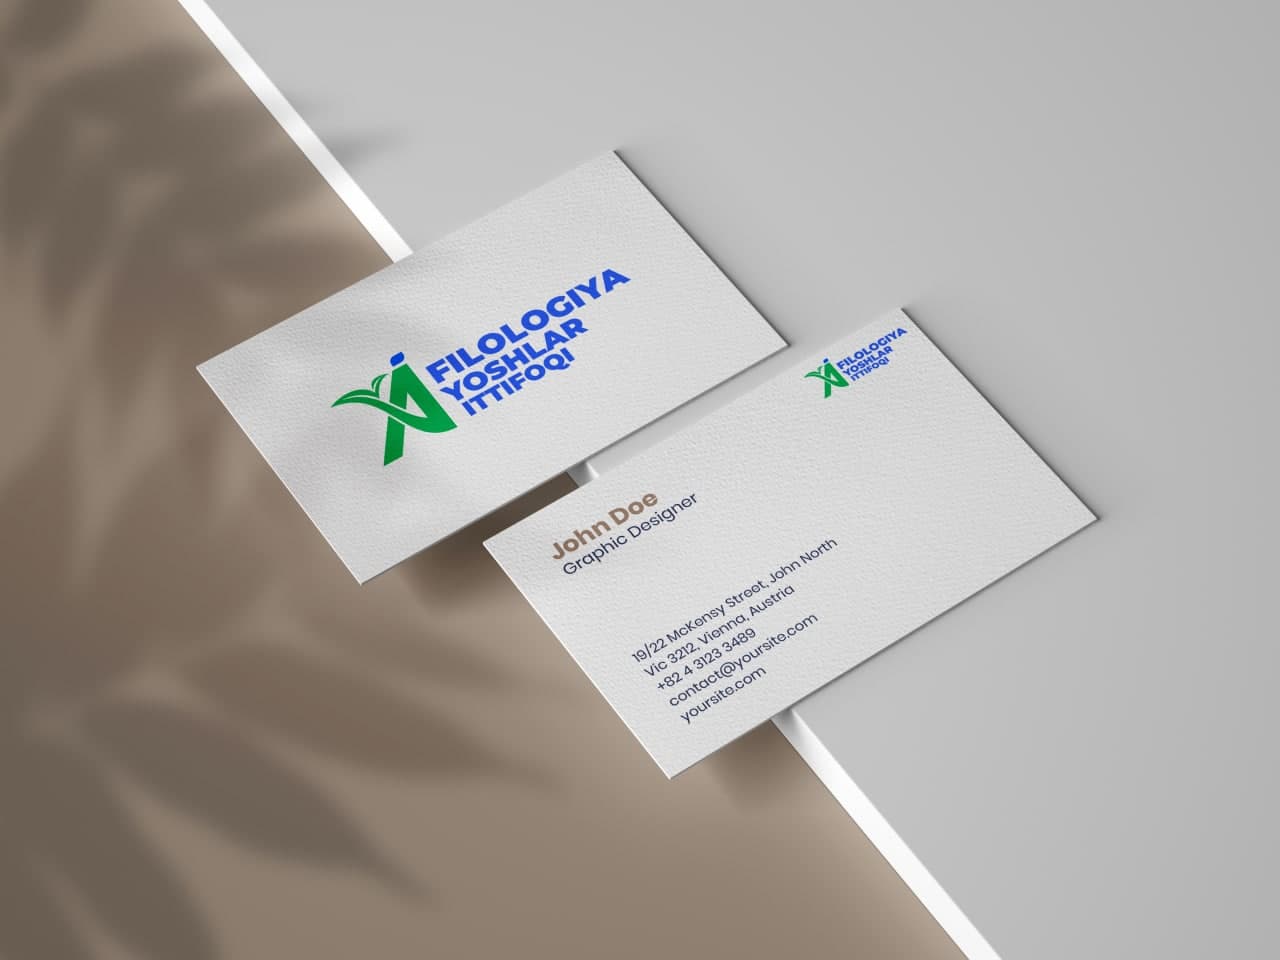 FILOLOGIYA
YOSHLAR
ITTIFOQI
FILOLOGIYA
YOSHLAR
ITTIFOQI
John Doe
Graphic Designer
19/22 McKensy Street, John North
Vic 3212, Vienna, Austria
+82 4 3123 3489
contact@yoursite.com
yoursite.com